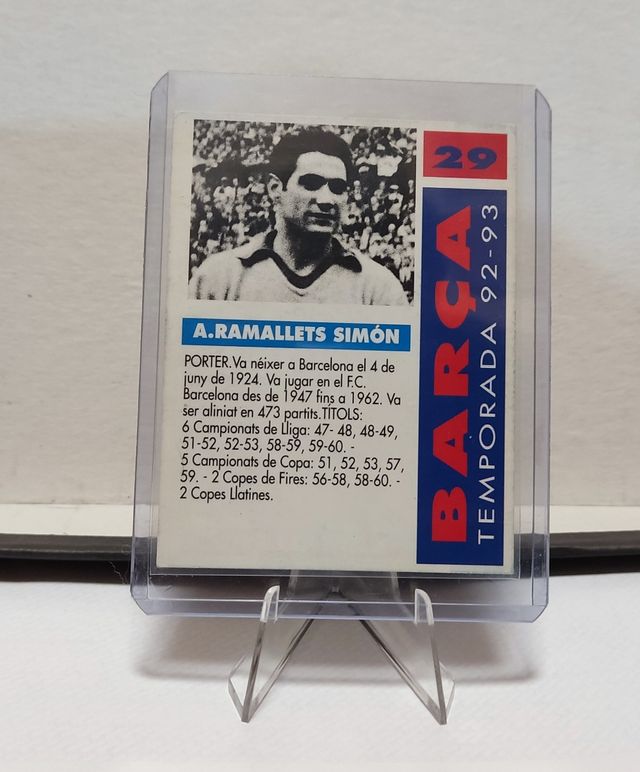 29
BARÇA
TEMPORADA 92-93
A.RAMALLETS SIMÓN
PORTER.Va néixer a Barcelona el 4 de
juny de 1924. Va jugar en el F.C.
Barcelona des de 1947 fins a 1962. Va
ser aliniat en 473 partits.TÍTOLS:
6 Campionats de Lliga: 47- 48, 48-49,
51-52, 52-53, 58-59, 59-60. -
5 Campionats de Copa: 51, 52, 53, 57,
59. - 2 Copes de Fires: 56-58, 58-60. -
2 Copes Llatines.